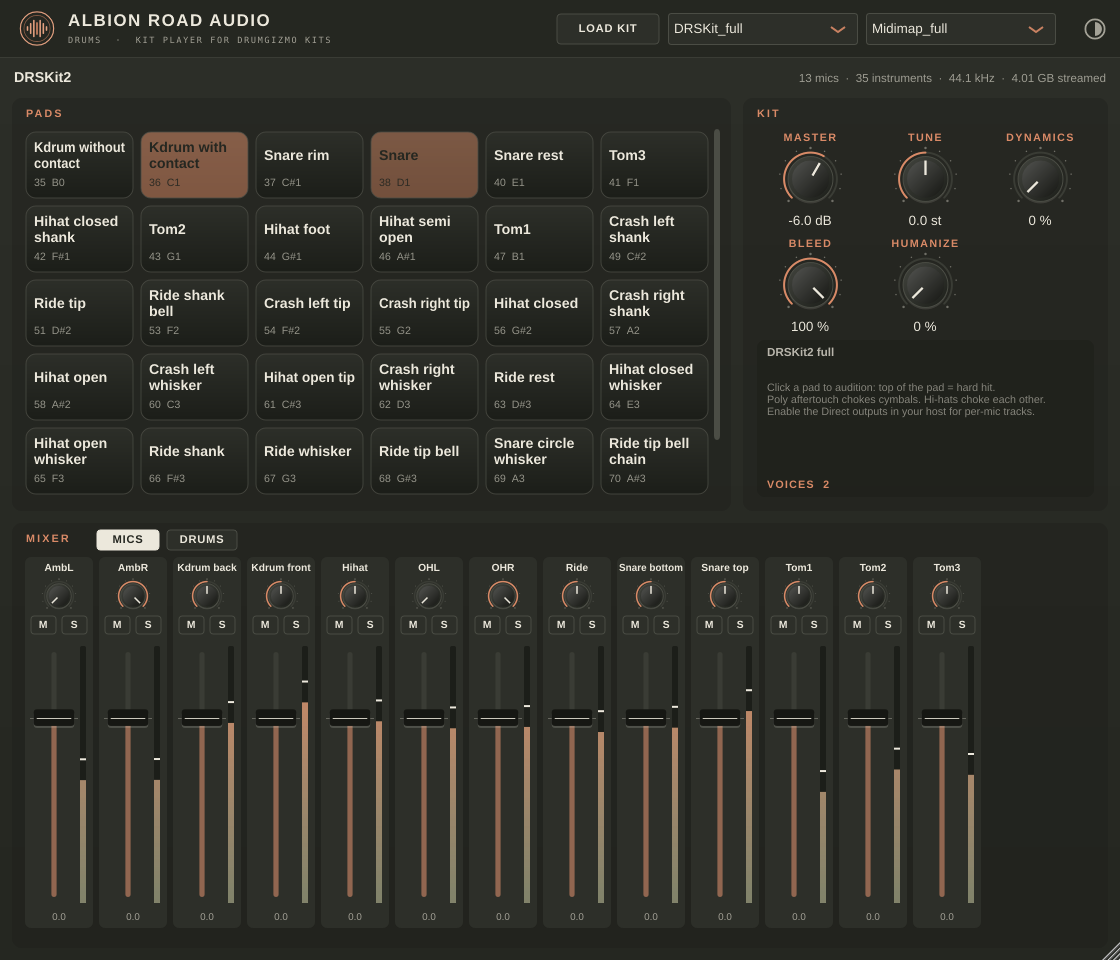 ALBION ROAD AUDIO
DRUMS · KIT PLAYER FOR DRUMGIZMO KITS
LOAD KIT
DRSKit_full
Midimap_full
DRSKit2
13 mics · 35 instruments · 44.1 kHz · 4.01 GB streamed
PADS
Kdrum without
contact
35 B0
Kdrum with
contact
36 C1
Snare rim
37 C#1
Snare
38 D1
Snare rest
40 E1
Tom3
41 F1
Hihat closed
shank
42 F#1
Tom2
43 G1
Hihat foot
44 G#1
Hihat semi
open
46 A#1
Tom1
47 B1
Crash left
shank
49 C#2
Ride tip
51 D#2
Ride shank
bell
53 F2
Crash left tip
54 F#2
Crash right tip
55 G2
Hihat closed
56 G#2
Crash right
shank
57 A2
Hihat open
58 A#2
Crash left
whisker
60 C3
Hihat open tip
61 C#3
Crash right
whisker
62 D3
Ride rest
63 D#3
Hihat closed
whisker
64 E3
Hihat open
whisker
65 F3
Ride shank
66 F#3
Ride whisker
67 G3
Ride tip bell
68 G#3
Snare circle
whisker
69 A3
Ride tip bell
chain
70 A#3
KIT
MASTER
-6.0 dB
TUNE
0.0 st
DYNAMICS
0 %
BLEED
100 %
HUMANIZE
0 %
DRSKit2 full
Click a pad to audition: top of the pad = hard hit.
Poly aftertouch chokes cymbals. Hi-hats choke each other.
Enable the Direct outputs in your host for per-mic tracks.
VOICES 2
MIXER
MICS
DRUMS
AmbL
M S
0.0
AmbR
M S
0.0
Kdrum back
M S
0.0
Kdrum front
M S
0.0
Hihat
M S
0.0
OHL
M S
0.0
OHR
M S
0.0
Ride
M S
0.0
Snare bottom
M S
0.0
Snare top
M S
0.0
Tom1
M S
0.0
Tom2
M S
0.0
Tom3
M S
0.0